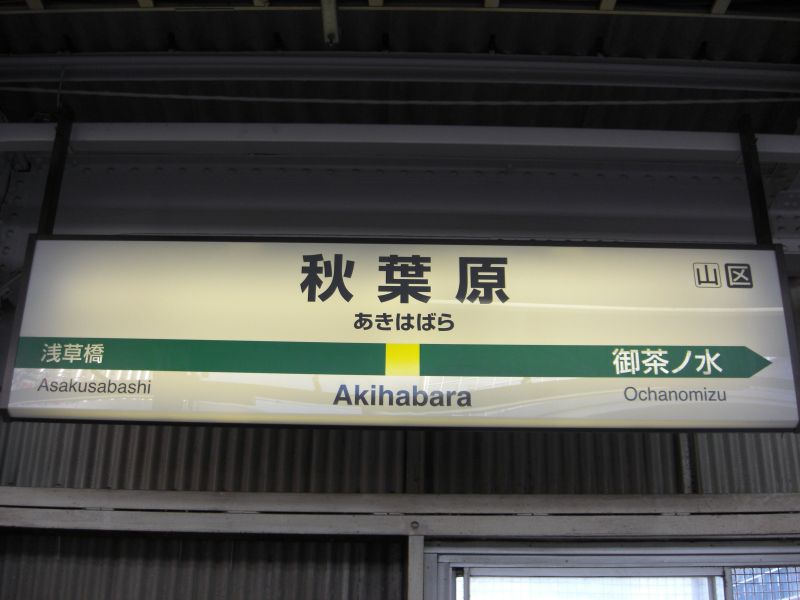 秋葉原
山区
あきはばら
浅草橋
御茶ノ水
Asakusabashi
Akihabara
Ochanomizu